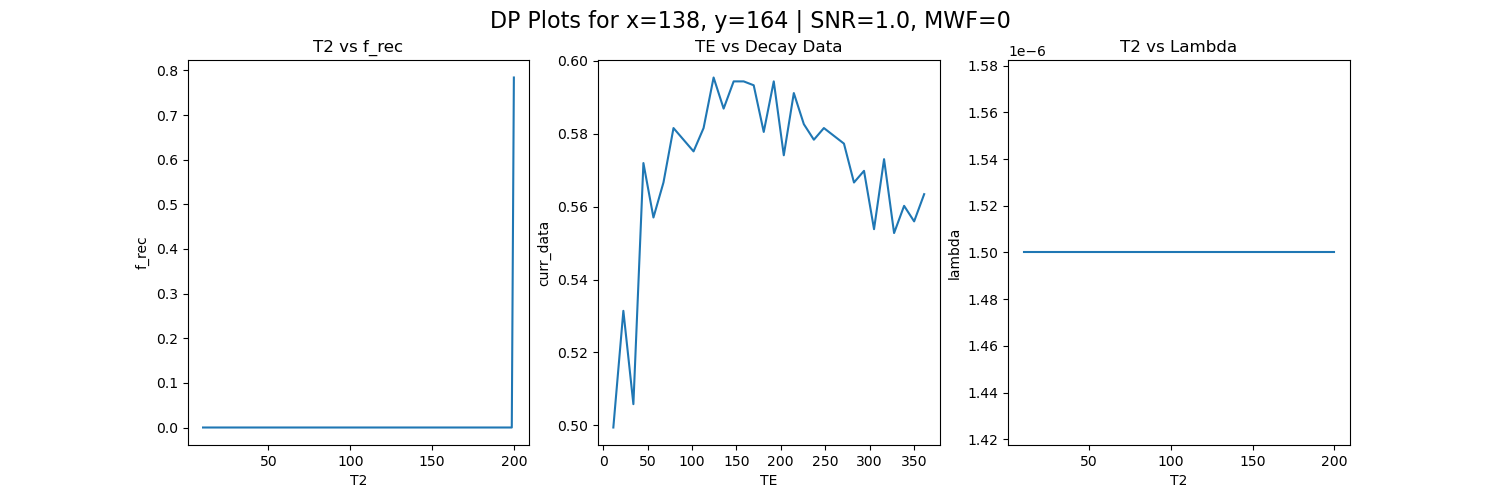 DP Plots for x=138, y=164 | SNR=1.0, MWF=0
T2 vs f_rec
0.8
0.7
0.6
0.5
0.4
0.3
0.2
0.1
0.0
f_rec
50 100 150 200
T2
TE vs Decay Data
0.60
0.58
0.56
0.54
0.52
0.50
curr_data
0 50 100 150 200 250 300 350
TE
T2 vs Lambda
1e−6
1.58
1.56
1.54
1.52
1.50
1.48
1.46
1.44
1.42
lambda
50 100 150 200
T2